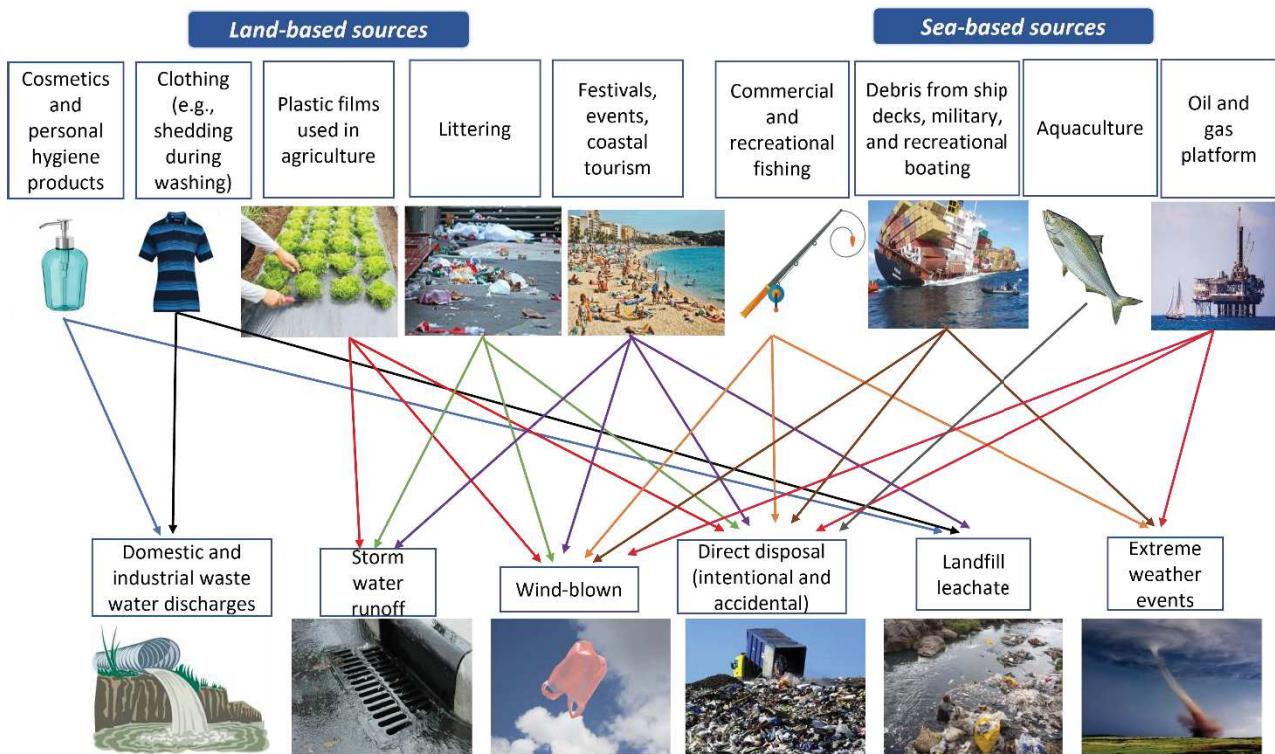 Land-based sources
Sea-based sources
Cosmetics
and
personal
hygiene
products
Clothing
(e.g.,
shedding
during
washing)
Plastic films
used in
agriculture
Littering
Festivals,
events,
coastal
tourism
Commercial
and
recreational
fishing
Debris from ship
decks, military,
and recreational
boating
Aquaculture
Oil and
gas
platform
Domestic and
industrial waste
water discharges
Storm
water
runoff
Wind-blown
Direct disposal
(intentional and
accidental)
Landfill
leachate
Extreme
weather
events